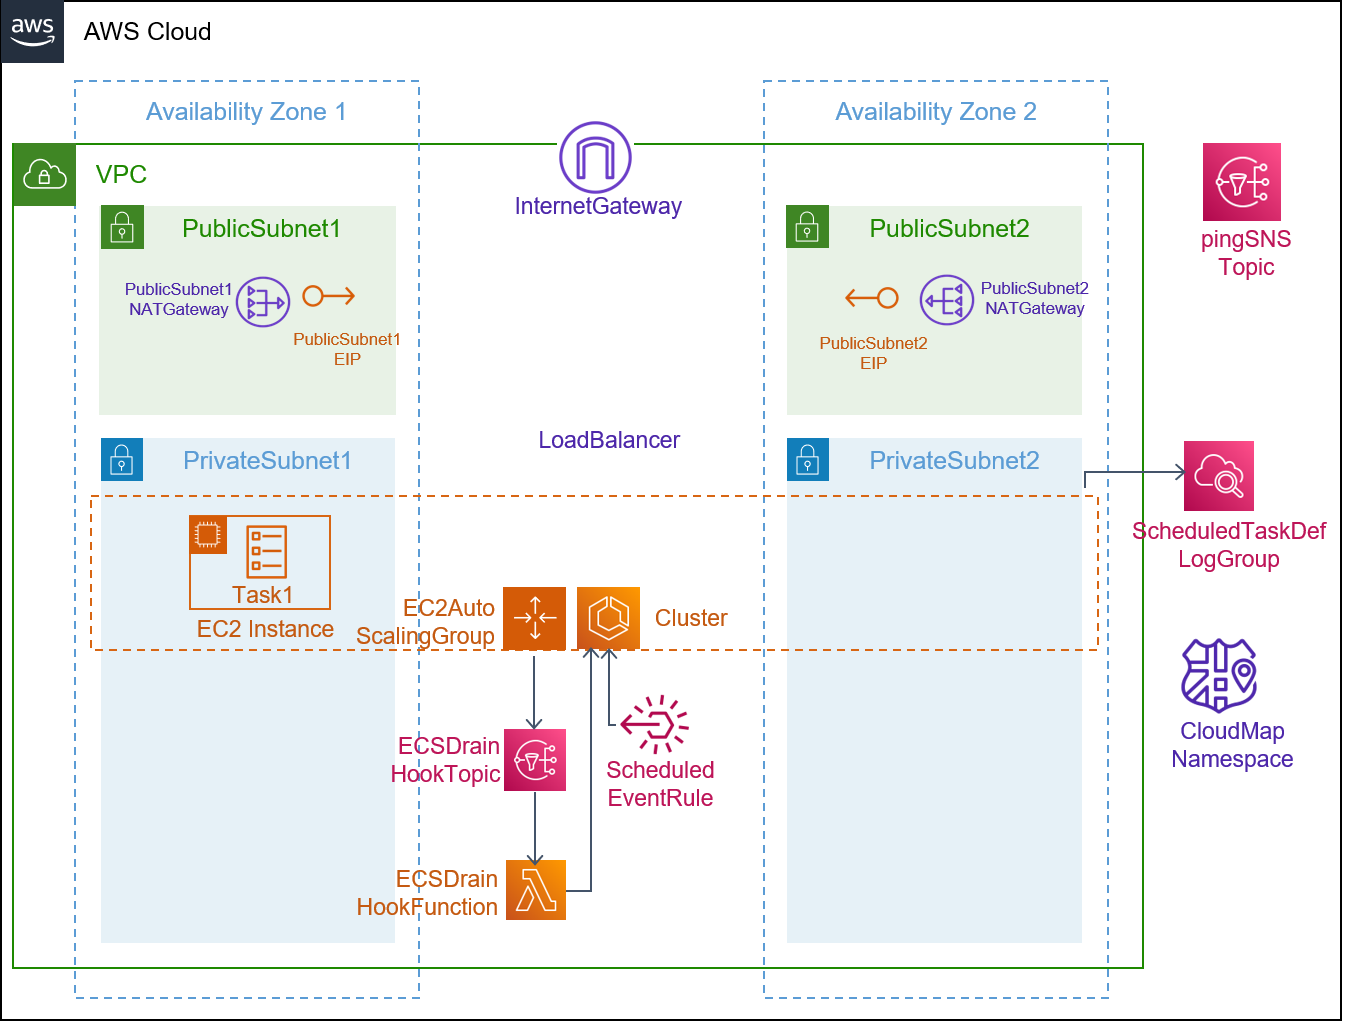 aws
AWS Cloud
Availability Zone 1
Availability Zone 2
VPC
InternetGateway
PublicSubnet1
PublicSubnet2
pingSNS
Topic
PublicSubnet1
NATGateway
PublicSubnet1
EIP
PublicSubnet2
EIP
PublicSubnet2
NATGateway
LoadBalancer
PrivateSubnet1
PrivateSubnet2
ScheduledTaskDef
LogGroup
Task1
EC2 Instance
EC2Auto
ScalingGroup
Cluster
ECSDrain
HookTopic
Scheduled
EventRule
CloudMap
Namespace
ECSDrain
HookFunction